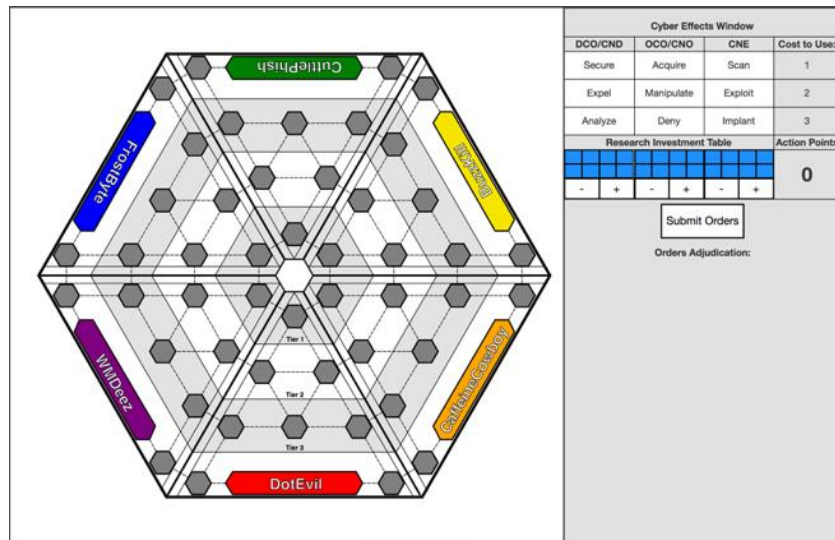 CuttlePhish
FrostByte
BuzzKill
WMDeez
CaffeineCowboy
Tier 1
Tier 2
Tier 3
DotEvil
Cyber Effects Window
DCO/CND OCO/CNO CNE Cost to Use:
Secure Acquire Scan 1
Expel Manipulate Exploit 2
Analyze Deny Implant 3
Research Investment Table Action Points
- + - + - + 0
Submit Orders
Orders Adjudication: